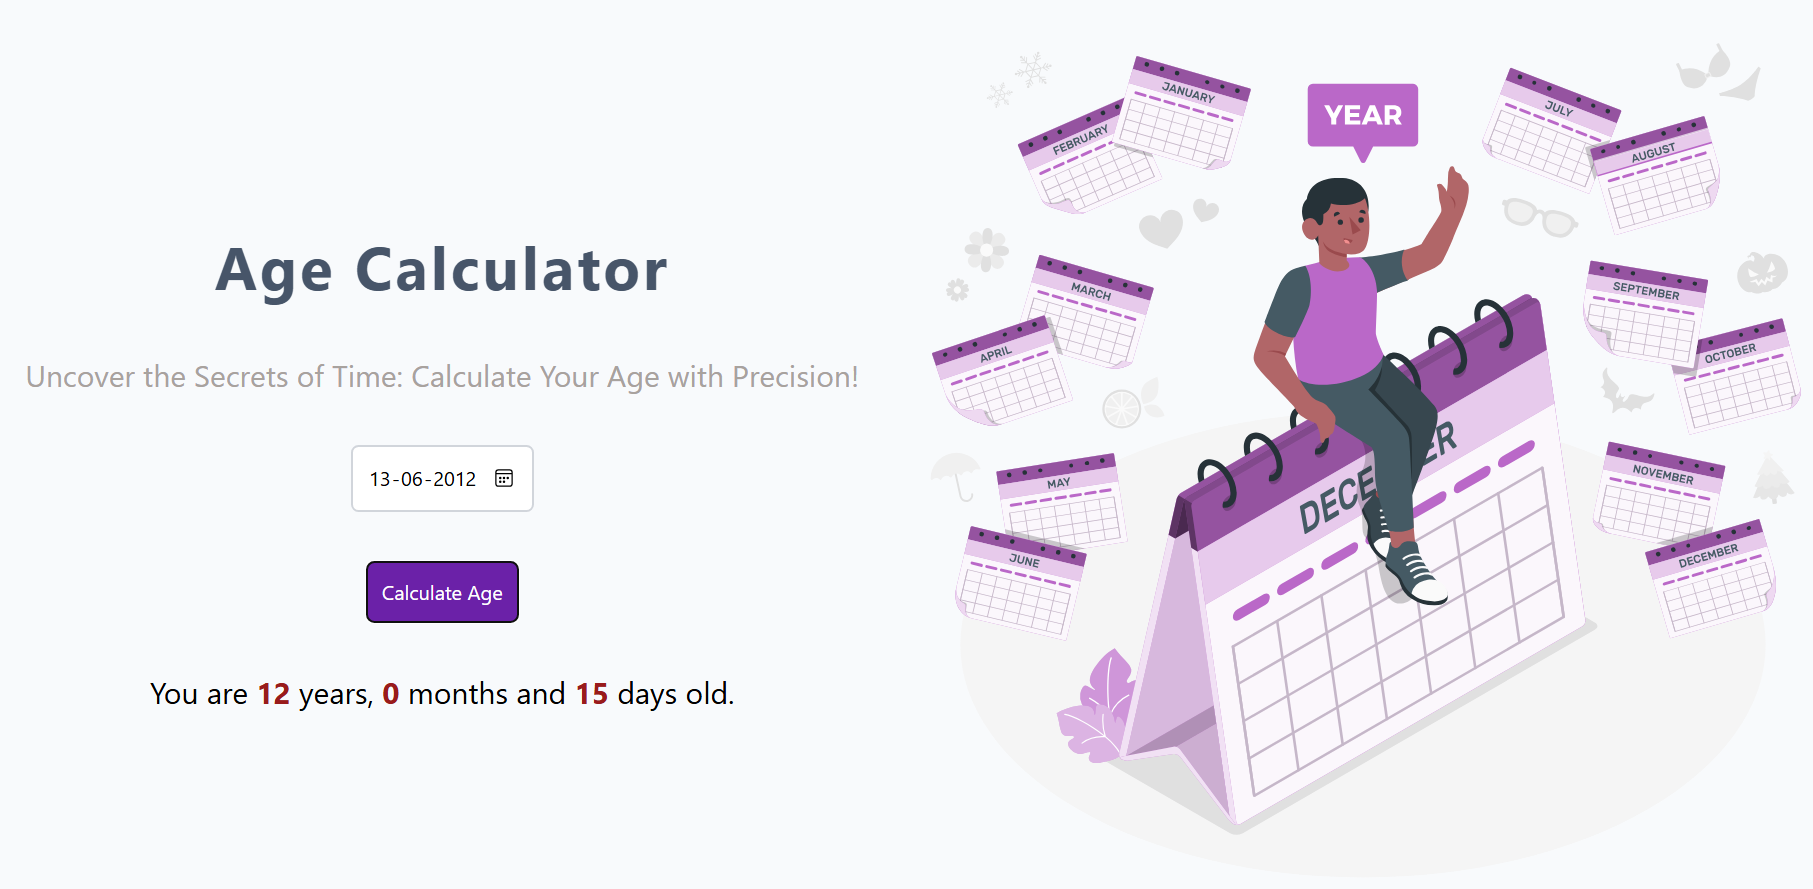 Age Calculator
Uncover the Secrets of Time: Calculate Your Age with Precision!
13-06-2012
Calculate Age
You are 12 years, 0 months and 15 days old.
YEAR
JANUARY
FEBRUARY
MARCH
APRIL
MAY
JUNE
JULY
AUGUST
SEPTEMBER
OCTOBER
NOVEMBER
DECEMBER